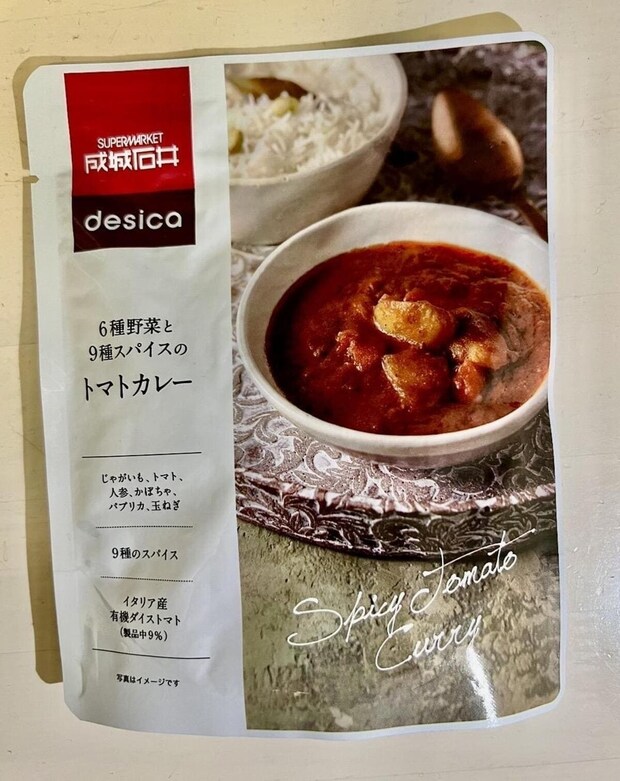 SUPERMARKET
成城石井
desica
6種野菜と
9種スパイスの
トマトカレー
じゃがいも、トマト、
人参、かぼちゃ、
パプリカ、玉ねぎ
9種のスパイス
イタリア産
有機ダイストマト
(製品中9%)
写真はイメージです
Spicy Tomato
Curry